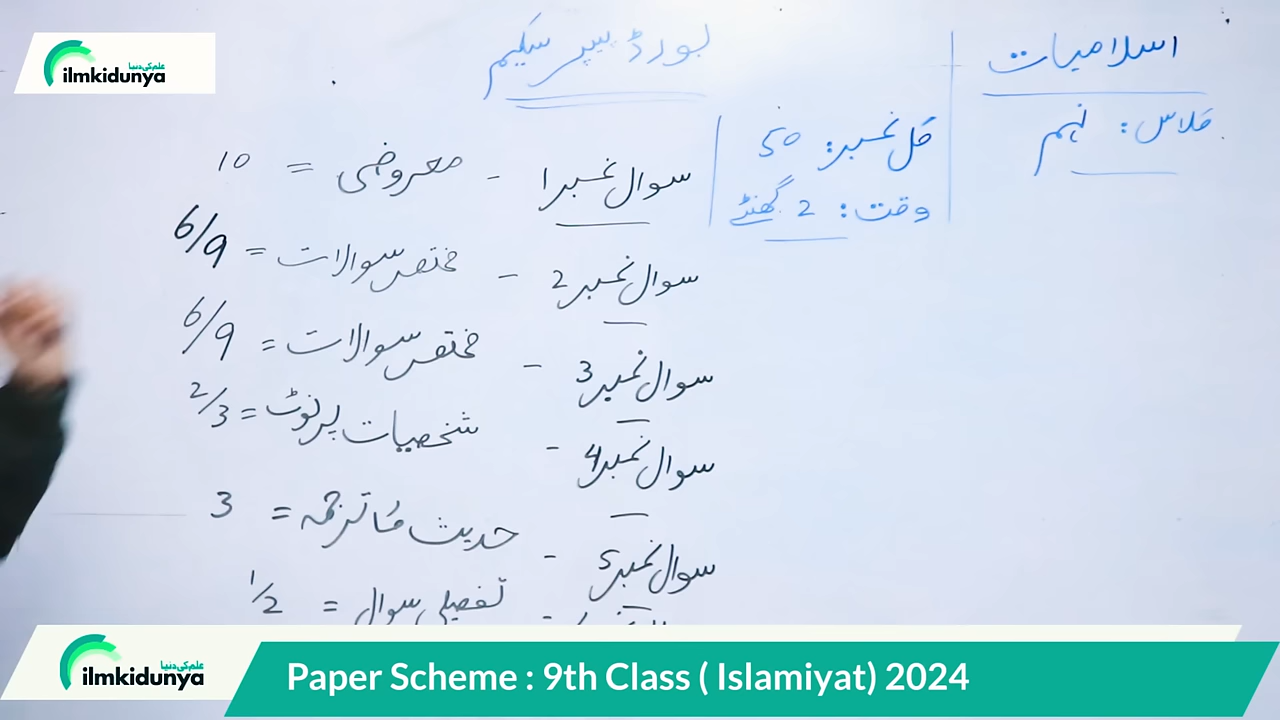 علم کی دنیا
ilmkidunya
اسلامیات
کلاس: نہم
بورڈ پیپر سکیم
کل نمبر: 50
وقت: 2 گھنٹے
سوال نمبر 1 - معروضی = 10
سوال نمبر 2 - مختصر سوالات = 6/9
سوال نمبر 3 - مختصر سوالات = 6/9
سوال نمبر 4 - شخصیات پر نوٹ = 2/3
سوال نمبر 5 - حدیث کا ترجمہ = 3
- تفصیلی سوال = 1/2
علم کی دنیا
ilmkidunya
Paper Scheme : 9th Class ( Islamiyat) 2024